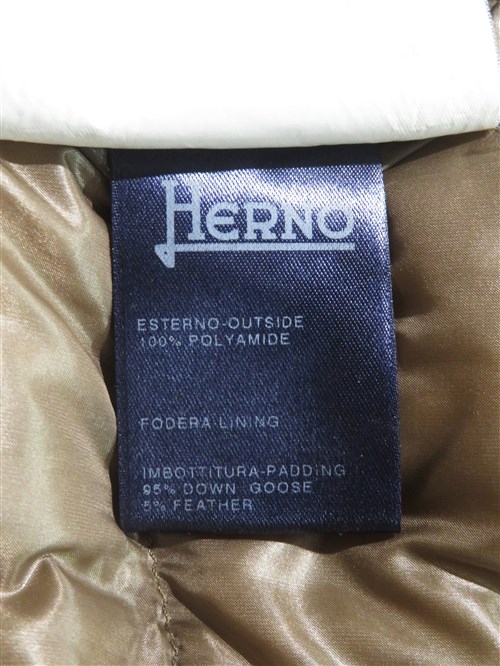 HERNO
ESTERNO-OUTSIDE
100% POLYAMIDE
FODERA-LINING
IMBOTTITURA-PADDING
95% DOWN GOOSE
5% FEATHER